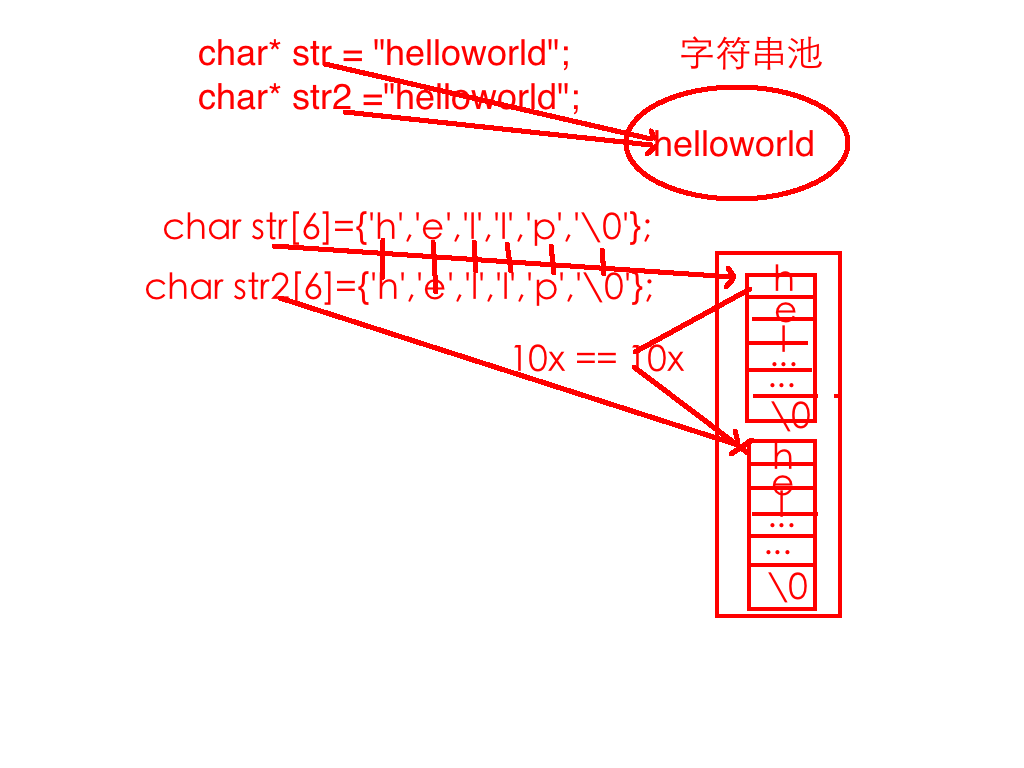 char* str = "helloworld";
字符串池
char* str2 ="helloworld";
helloworld
char str[6]={'h','e','l','l','p','\0'};
char str2[6]={'h','e','l','l','p','\0'};
10x == 10x
h
e
l
...
...
\0
h
e
l
...
...
\0